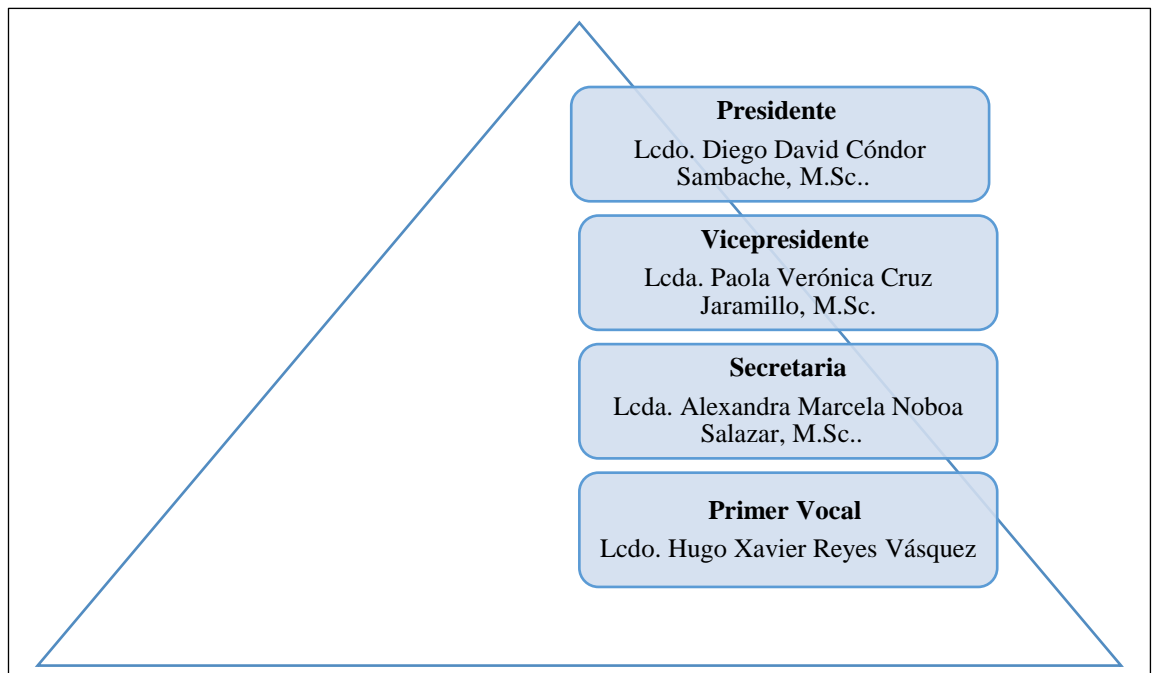 Presidente
Lcdo. Diego David Cóndor
Sambache, M.Sc..
Vicepresidente
Lcda. Paola Verónica Cruz
Jaramillo, M.Sc.
Secretaria
Lcda. Alexandra Marcela Noboa
Salazar, M.Sc..
Primer Vocal
Lcdo. Hugo Xavier Reyes Vásquez